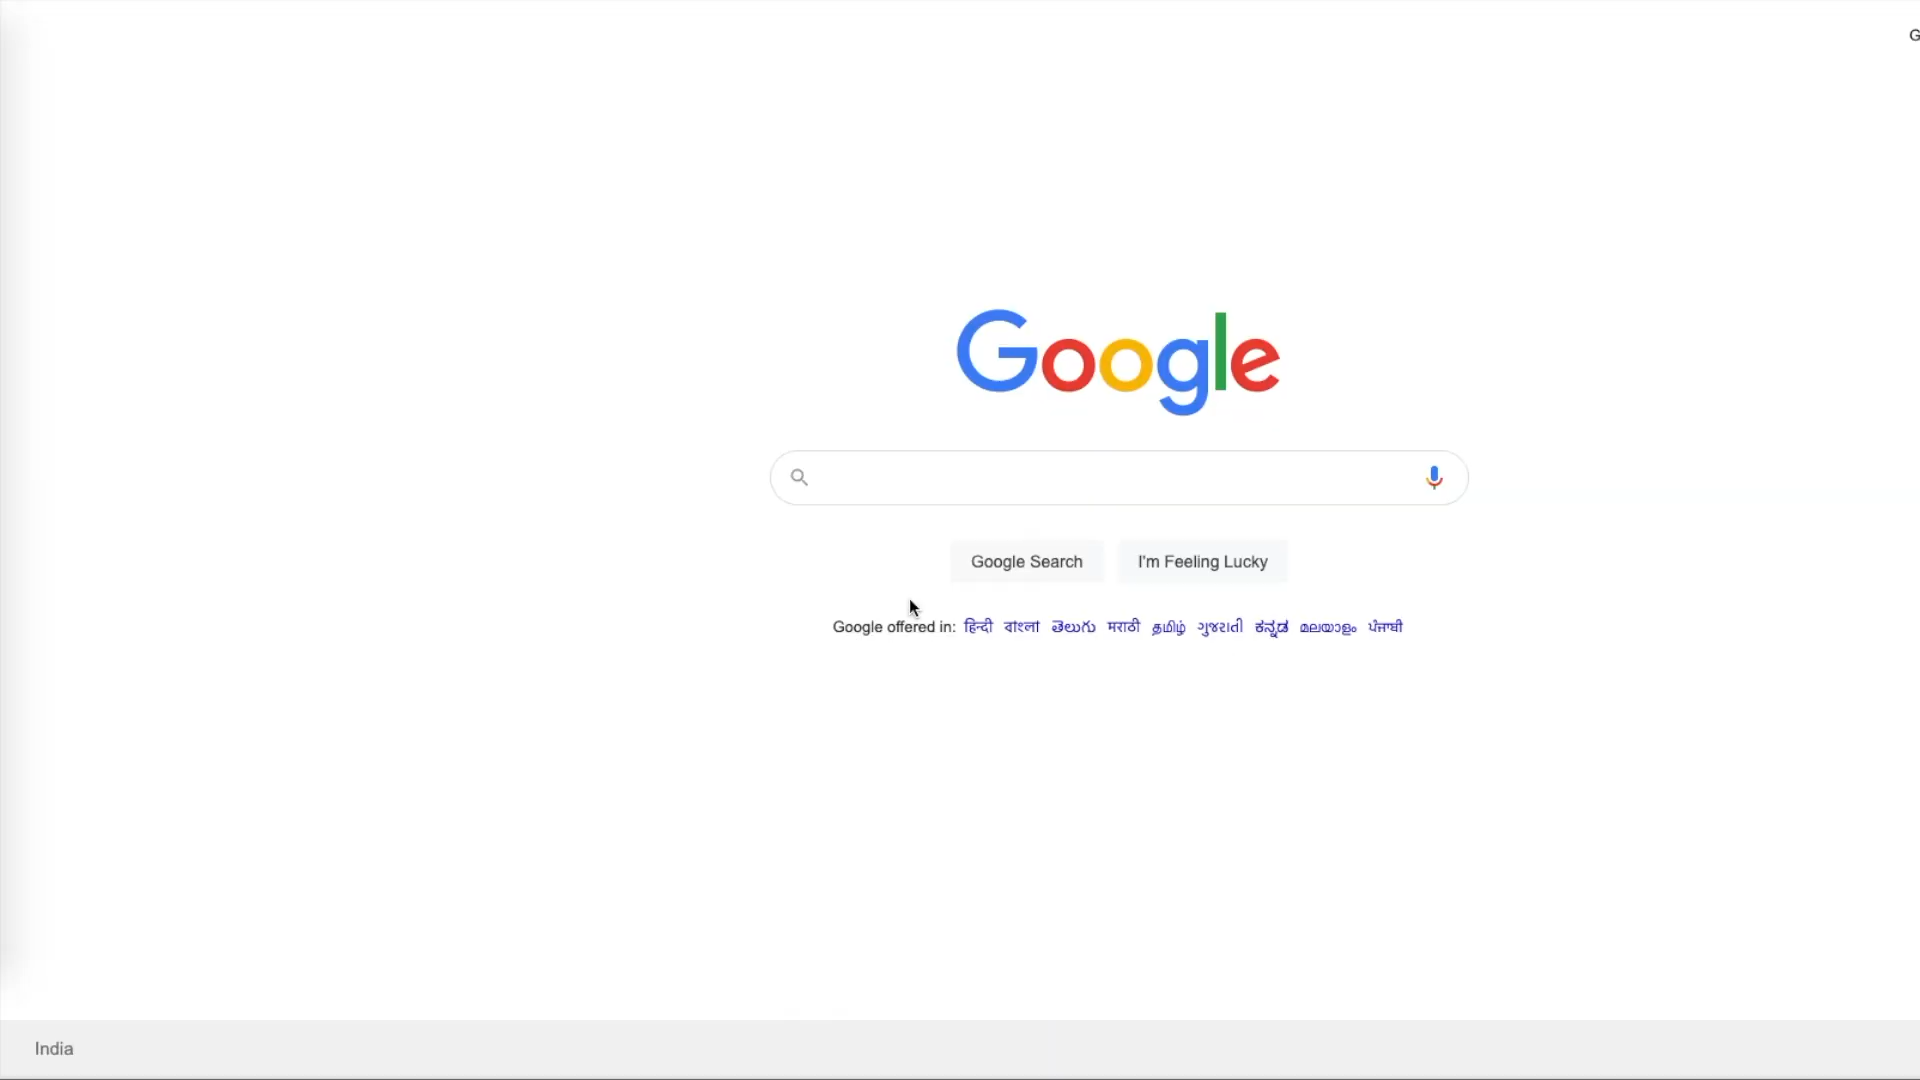 G
Google
Google Search I'm Feeling Lucky
Google offered in: हिन्दी বাংলা తెలుగు मराठी தமிழ் ગુજરાતી ಕನ್ನಡ മലയാളം ਪੰਜਾਬੀ
India